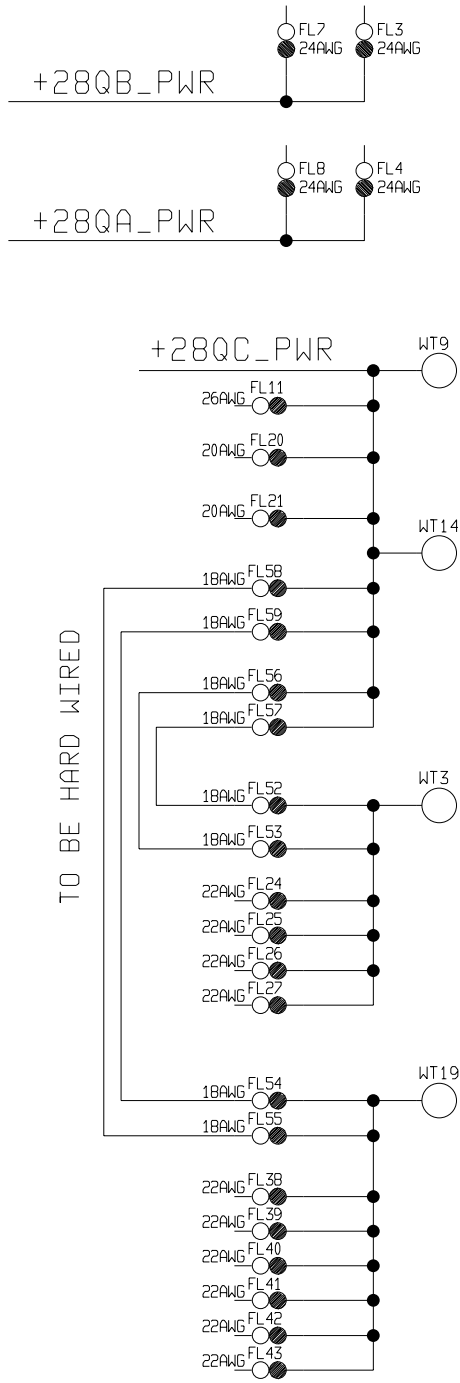 FL7 FL3
24AWG 24AWG
+28QB_PWR
FL8 FL4
24AWG 24AWG
+28QA_PWR
+28QC_PWR
WT9
26AWG FL11
20AWG FL20
20AWG FL21
WT14
18AWG FL58
18AWG FL59
18AWG FL56
18AWG FL57
TO BE HARD WIRED
18AWG FL52
WT3
18AWG FL53
22AWG FL24
22AWG FL25
22AWG FL26
22AWG FL27
18AWG FL54
WT19
18AWG FL55
22AWG FL38
22AWG FL39
22AWG FL40
22AWG FL41
22AWG FL42
22AWG FL43